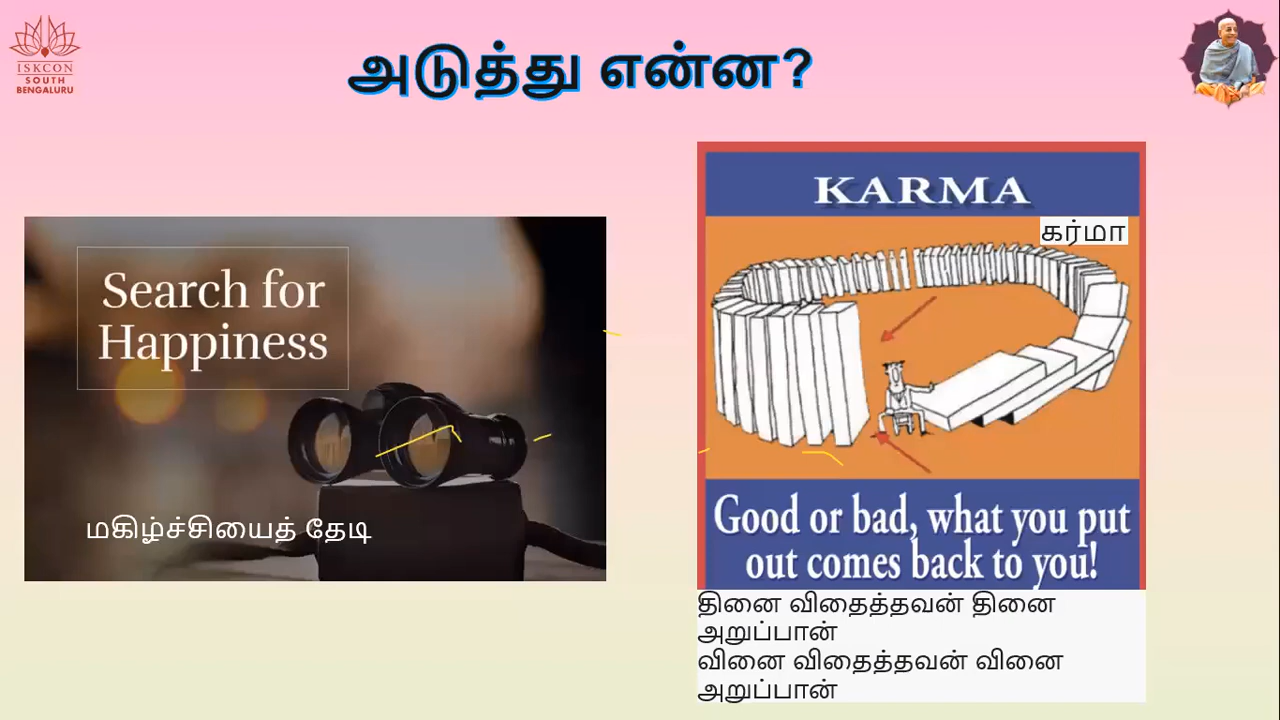 ISKCON
SOUTH
BENGALURU
அடுத்து என்ன?
Search for
Happiness
மகிழ்ச்சியைத் தேடி
KARMA
கர்மா
Good or bad, what you put
out comes back to you!
தினை விதைத்தவன் தினை
அறுப்பான்
வினை விதைத்தவன் வினை
அறுப்பான்